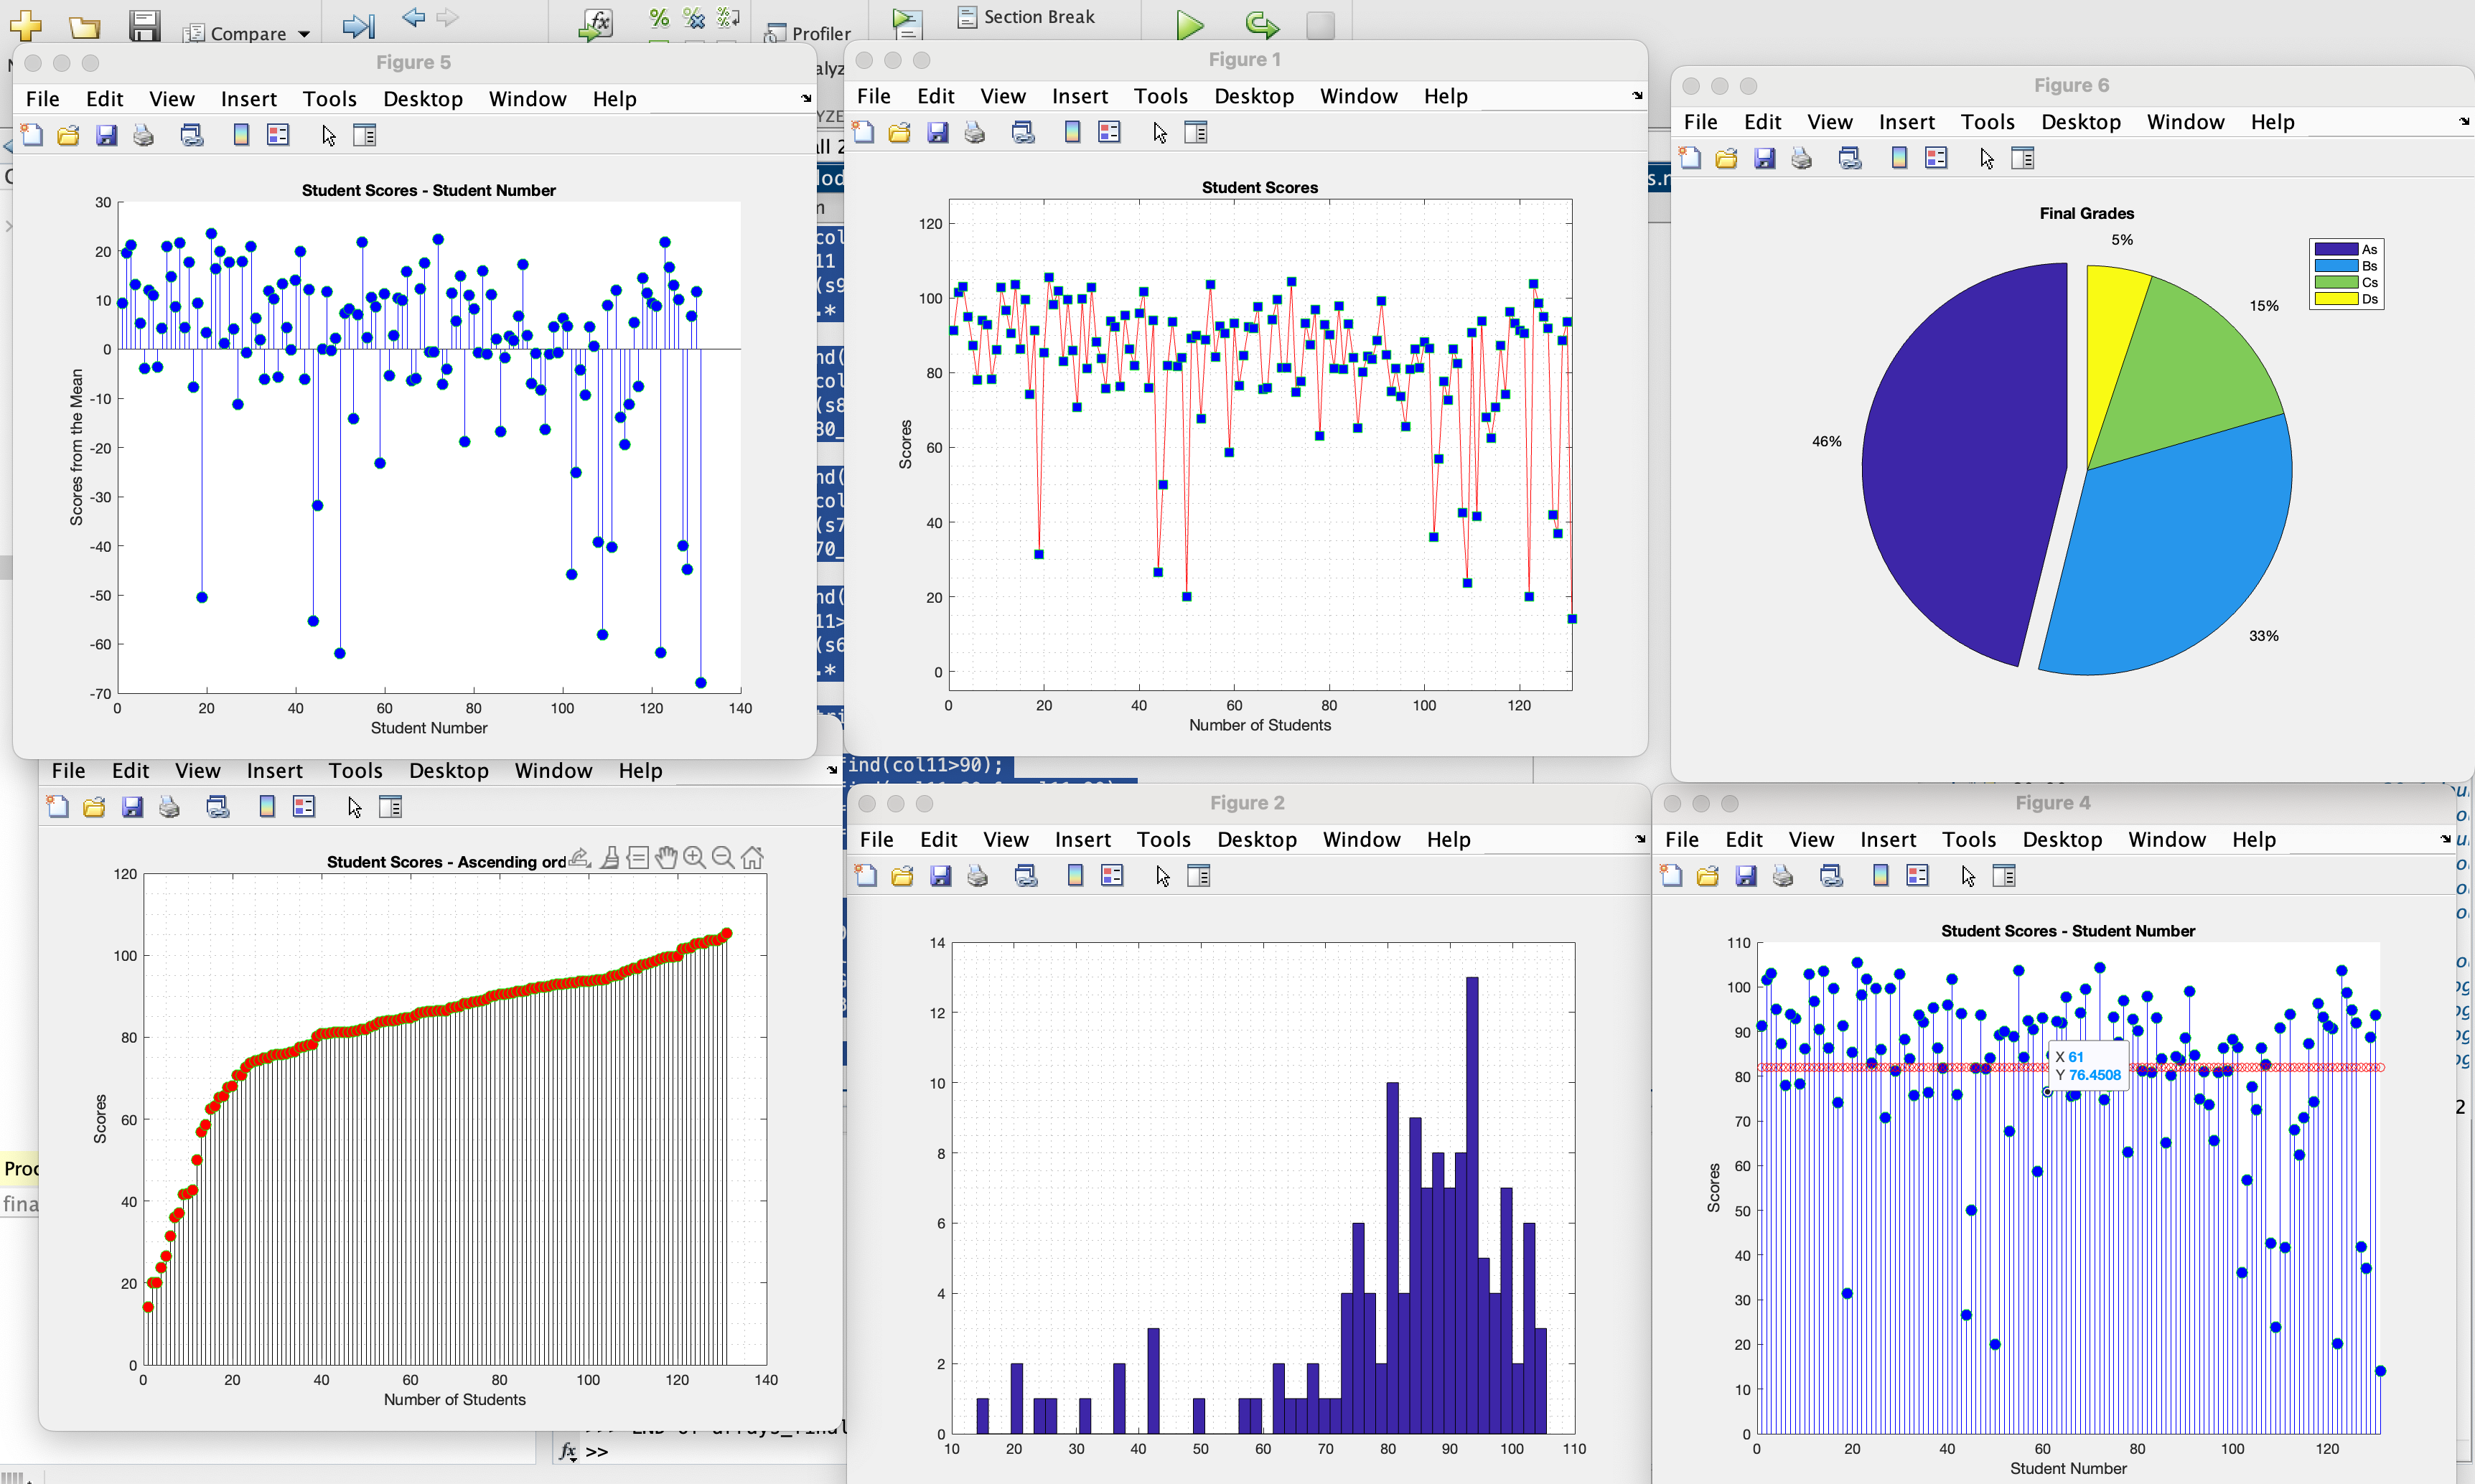 Compare
Profiler
Section Break
Figure 5
File Edit View Insert Tools Desktop Window Help
Student Scores - Student Number
30
20
10
0
-10
-20
-30
-40
-50
-60
-70
Scores from the Mean
0 20 40 60 80 100 120 140
Student Number
Figure 1
File Edit View Insert Tools Desktop Window Help
Student Scores
120
100
80
60
40
20
0
Scores
0 20 40 60 80 100 120
Number of Students
Figure 6
File Edit View Insert Tools Desktop Window Help
Final Grades
5%
15%
46%
33%
As
Bs
Cs
Ds
find(col11>90);
File Edit View Insert Tools Desktop Window Help
Student Scores - Ascending ord
120
100
80
60
40
20
0
Scores
0 20 40 60 80 100 120 140
Number of Students
Figure 2
File Edit View Insert Tools Desktop Window Help
14
12
10
8
6
4
2
0
10 20 30 40 50 60 70 80 90 100 110
Figure 4
File Edit View Insert Tools Desktop Window Help
Student Scores - Student Number
110
100
90
80
70
60
50
40
30
20
10
0
Scores
X 61
Y 76.4508
0 20 40 60 80 100 120
Student Number
fx >>